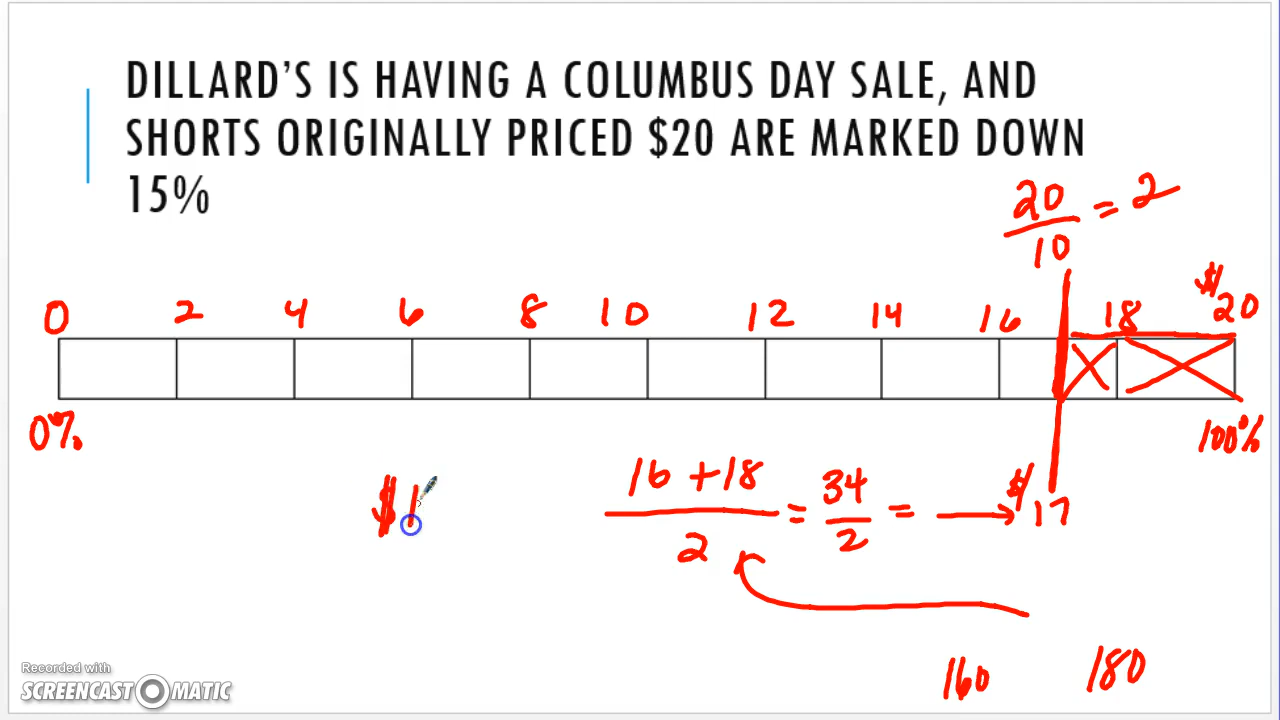 DILLARD'S IS HAVING A COLUMBUS DAY SALE, AND
SHORTS ORIGINALLY PRICED $20 ARE MARKED DOWN
15%
20/10 = 2
0 2 4 6 8 10 12 14 16 18 $20
0% 100%
$1
16 + 18 / 2 = 34/2 = → $17
160 180
Recorded with
SCREENCAST O MATIC